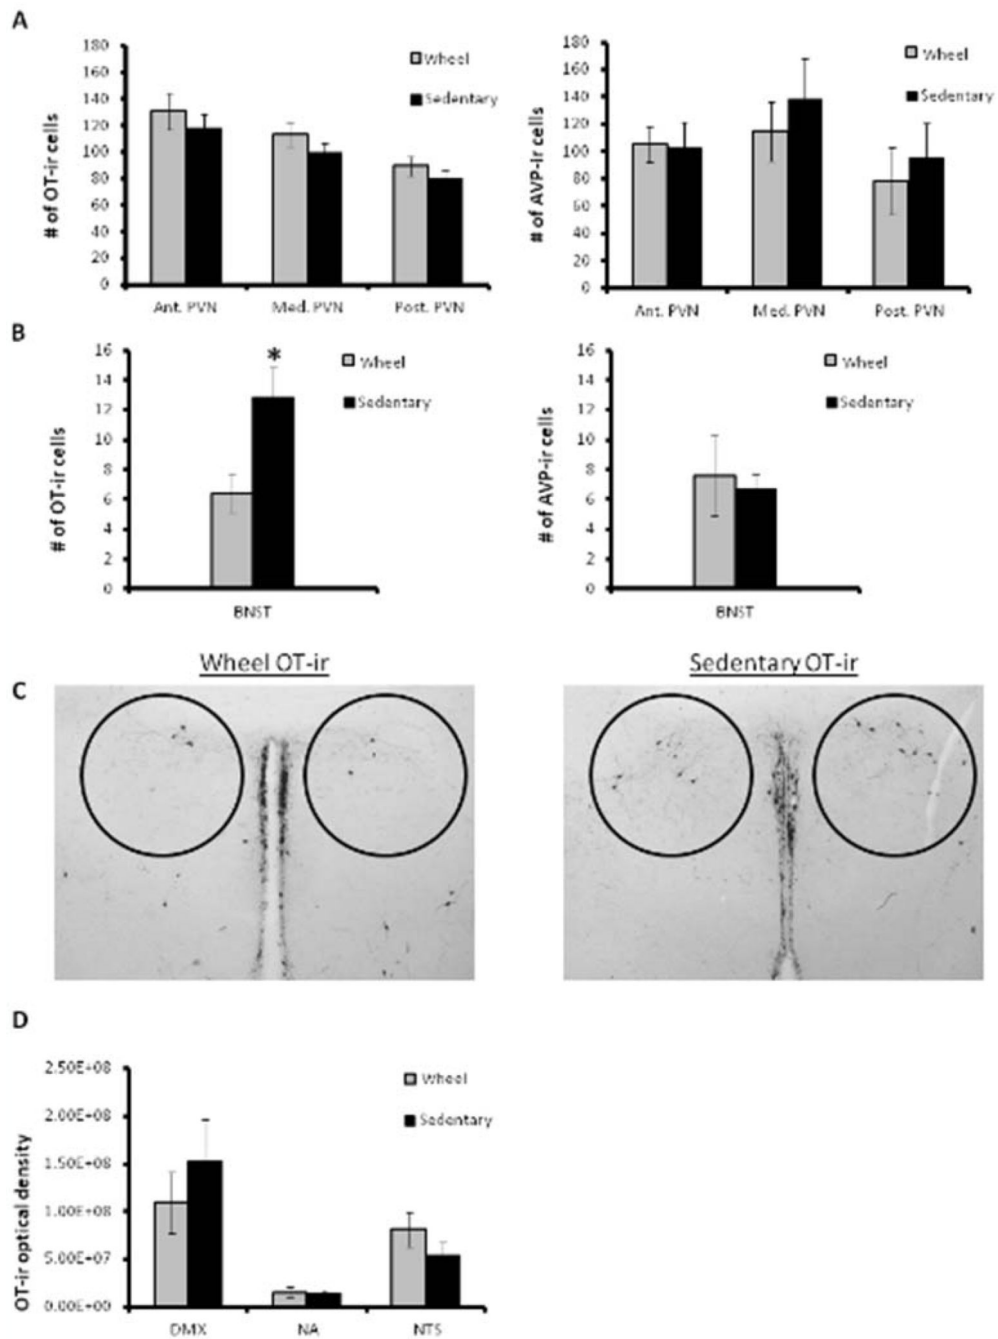 A
# of OT-ir cells
180
160
140
120
100
80
60
40
20
0
Wheel
Sedentary
Ant. PVN Med. PVN Post. PVN
# of AVP-ir cells
180
160
140
120
100
80
60
40
20
0
Wheel
Sedentary
Ant. PVN Med. PVN Post. PVN
B
# of OT-ir cells
16
14
12
10
8
6
4
2
0
*
Wheel
Sedentary
BNST
# of AVP-ir cells
16
14
12
10
8
6
4
2
0
Wheel
Sedentary
BNST
C
Wheel OT-ir
Sedentary OT-ir
D
OT-ir optical density
2.50E+08
2.00E+08
1.50E+08
1.00E+08
5.00E+07
0.00E+00
Wheel
Sedentary
DMX NA NTS